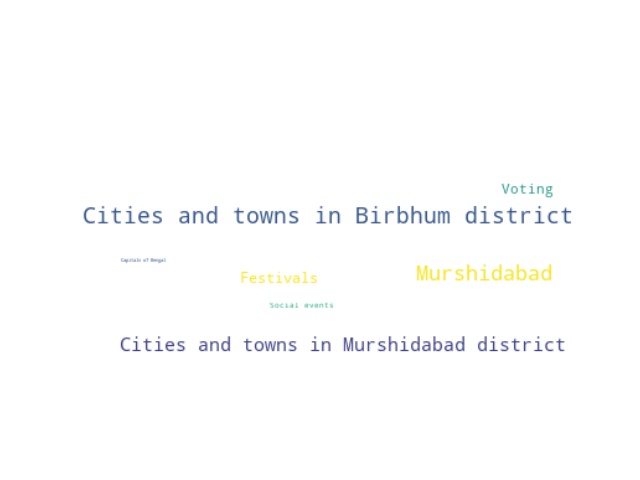 Voting
Cities and towns in Birbhum district
Capitals of Bengal
Festivals
Murshidabad
Social events
Cities and towns in Murshidabad district